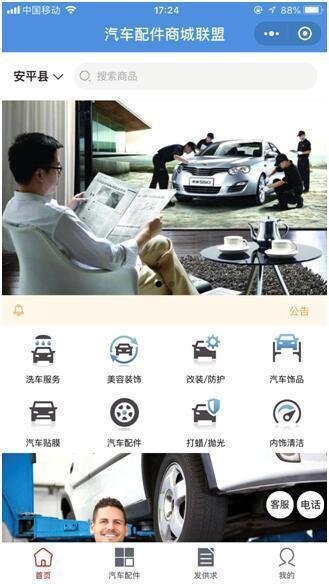 中国移动 17:24 88%
汽车配件商城联盟
安平县 搜索商品
公告
洗车服务 美容装饰 改装/防护 汽车饰品
汽车贴膜 汽车配件 打蜡/抛光 内饰清洁
客服 电话
首页 汽车配件 发供求 我的